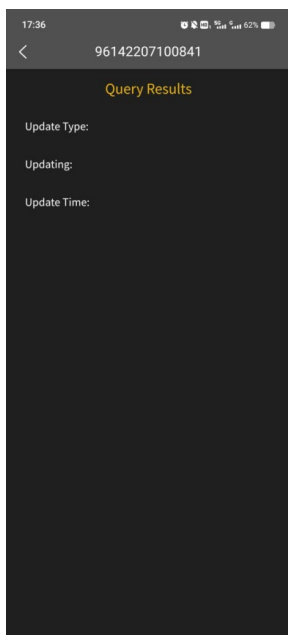 17:36
62%
96142207100841
Query Results
Update Type:
Updating:
Update Time: